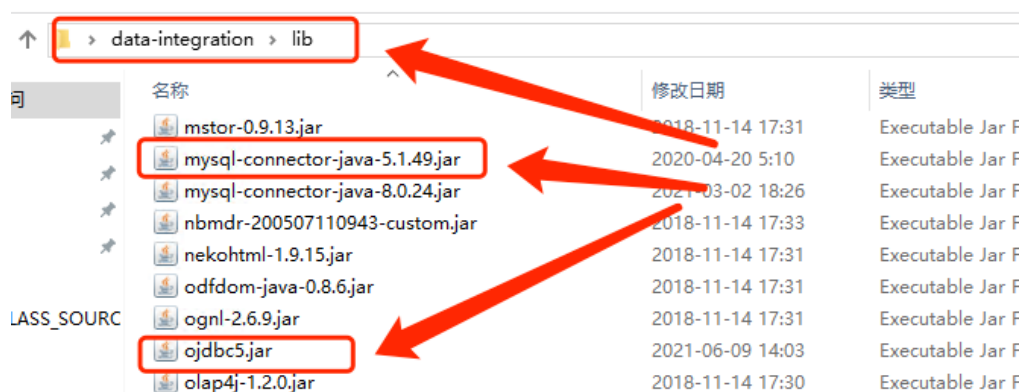 data-integration > lib
问
名称 修改日期 类型
mstor-0.9.13.jar 2018-11-14 17:31 Executable Jar F
mysql-connector-java-5.1.49.jar 2020-04-20 5:10 Executable Jar F
mysql-connector-java-8.0.24.jar 2021-03-02 18:26 Executable Jar F
nbmdr-200507110943-custom.jar 2018-11-14 17:33 Executable Jar F
nekohtml-1.9.15.jar 2018-11-14 17:31 Executable Jar F
odfdom-java-0.8.6.jar 2018-11-14 17:31 Executable Jar F
LASS_SOURC
ognl-2.6.9.jar 2018-11-14 17:31 Executable Jar F
ojdbc5.jar 2021-06-09 14:03 Executable Jar F
olap4j-1.2.0.jar 2018-11-14 17:30 Executable Jar F